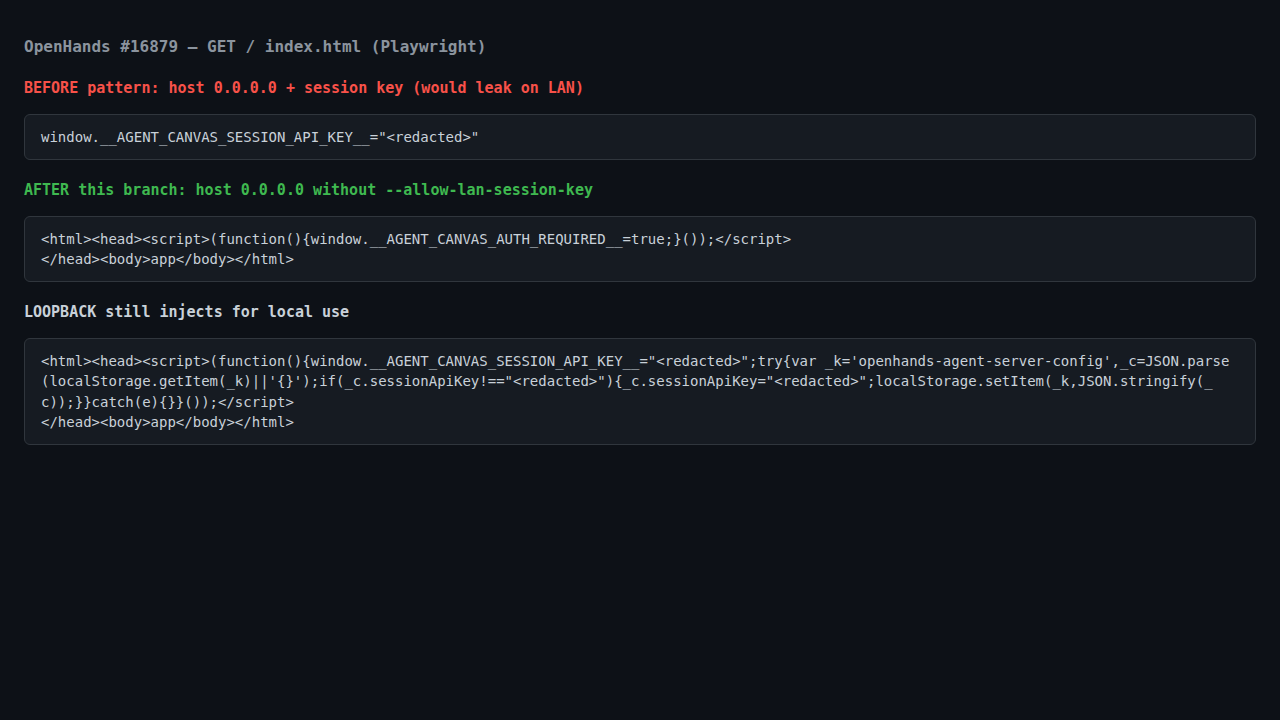 OpenHands #16879 — GET / index.html (Playwright)
BEFORE pattern: host 0.0.0.0 + session key (would leak on LAN)
window.__AGENT_CANVAS_SESSION_API_KEY__="<redacted>"
AFTER this branch: host 0.0.0.0 without --allow-lan-session-key
<html><head><script>(function(){window.__AGENT_CANVAS_AUTH_REQUIRED__=true;}());</script>
</head><body>app</body></html>
LOOPBACK still injects for local use
<html><head><script>(function(){window.__AGENT_CANVAS_SESSION_API_KEY__="<redacted>";try{var _k='openhands-agent-server-config',_c=JSON.parse
(localStorage.getItem(_k)||'{}');if(_c.sessionApiKey!=="<redacted>"){_c.sessionApiKey="<redacted>";localStorage.setItem(_k,JSON.stringify(_
c));}}catch(e){}}());</script>
</head><body>app</body></html>